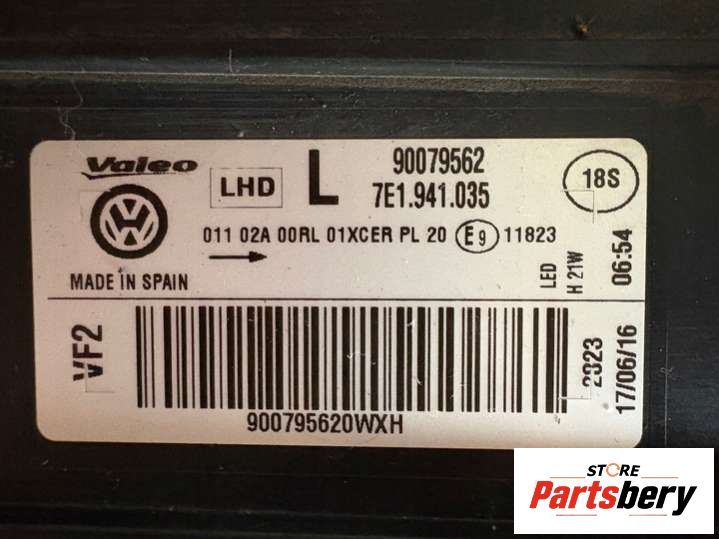 Valeo
LHD
L
90079562
7E1.941.035
18S
011 02A 00RL 01XCER PL 20 E9 11823
MADE IN SPAIN
LED
H 21W
06:54
VF2
2323
17/06/16
900795620WXH
STORE
Partsbery